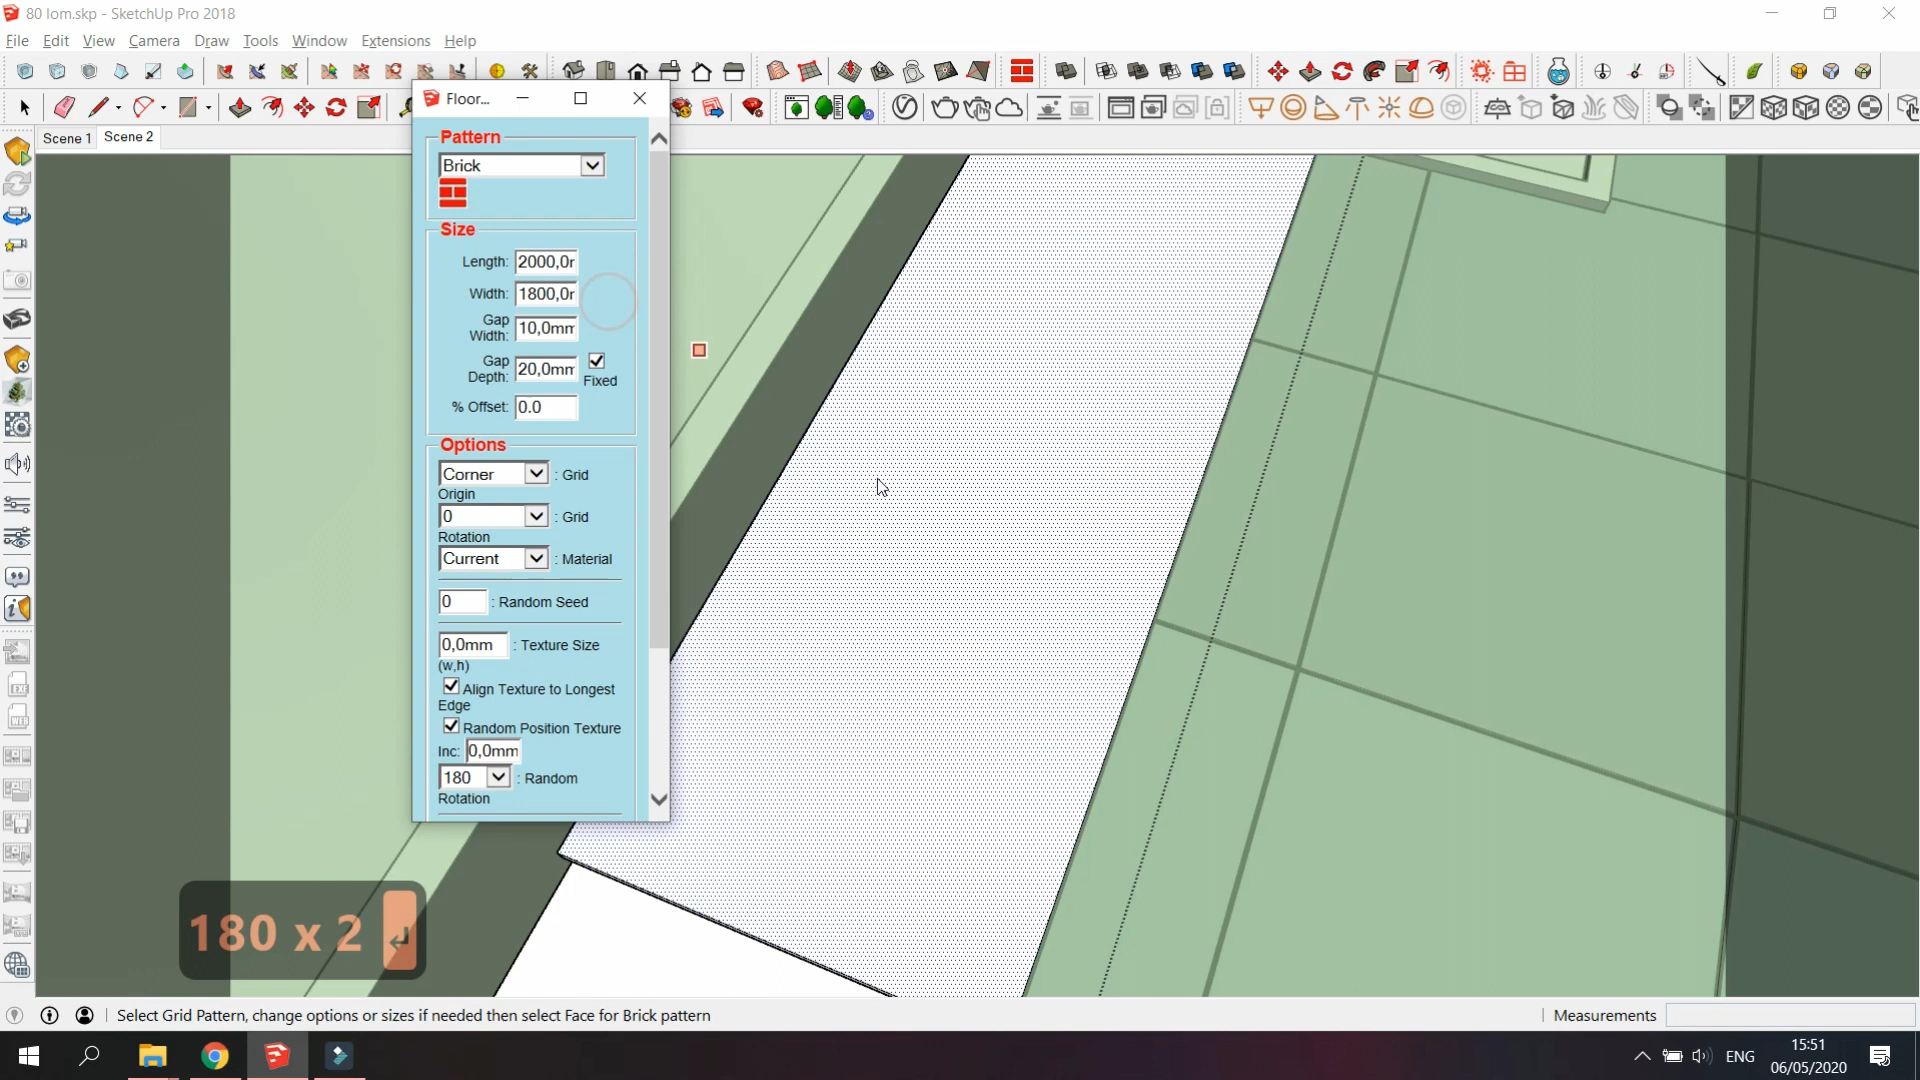 80 lom.skp - SketchUp Pro 2018
File Edit View Camera Draw Tools Window Extensions Help
Floor...
Scene 1 Scene 2
Pattern
Brick
Size
Length: 2000,0
Width: 1800,0
Gap
Width: 10,0mm
Gap
Depth: 20,0mm
Fixed
% Offset: 0.0
Options
Corner : Grid
Origin
0 : Grid
Rotation
Current : Material
0 : Random Seed
0,0mm : Texture Size
(w,h)
Align Texture to Longest
Edge
Random Position Texture
Inc: 0,0mm
180 : Random
Rotation
180 x 2
Select Grid Pattern, change options or sizes if needed then select Face for Brick pattern
Measurements
ENG
15:51
06/05/2020